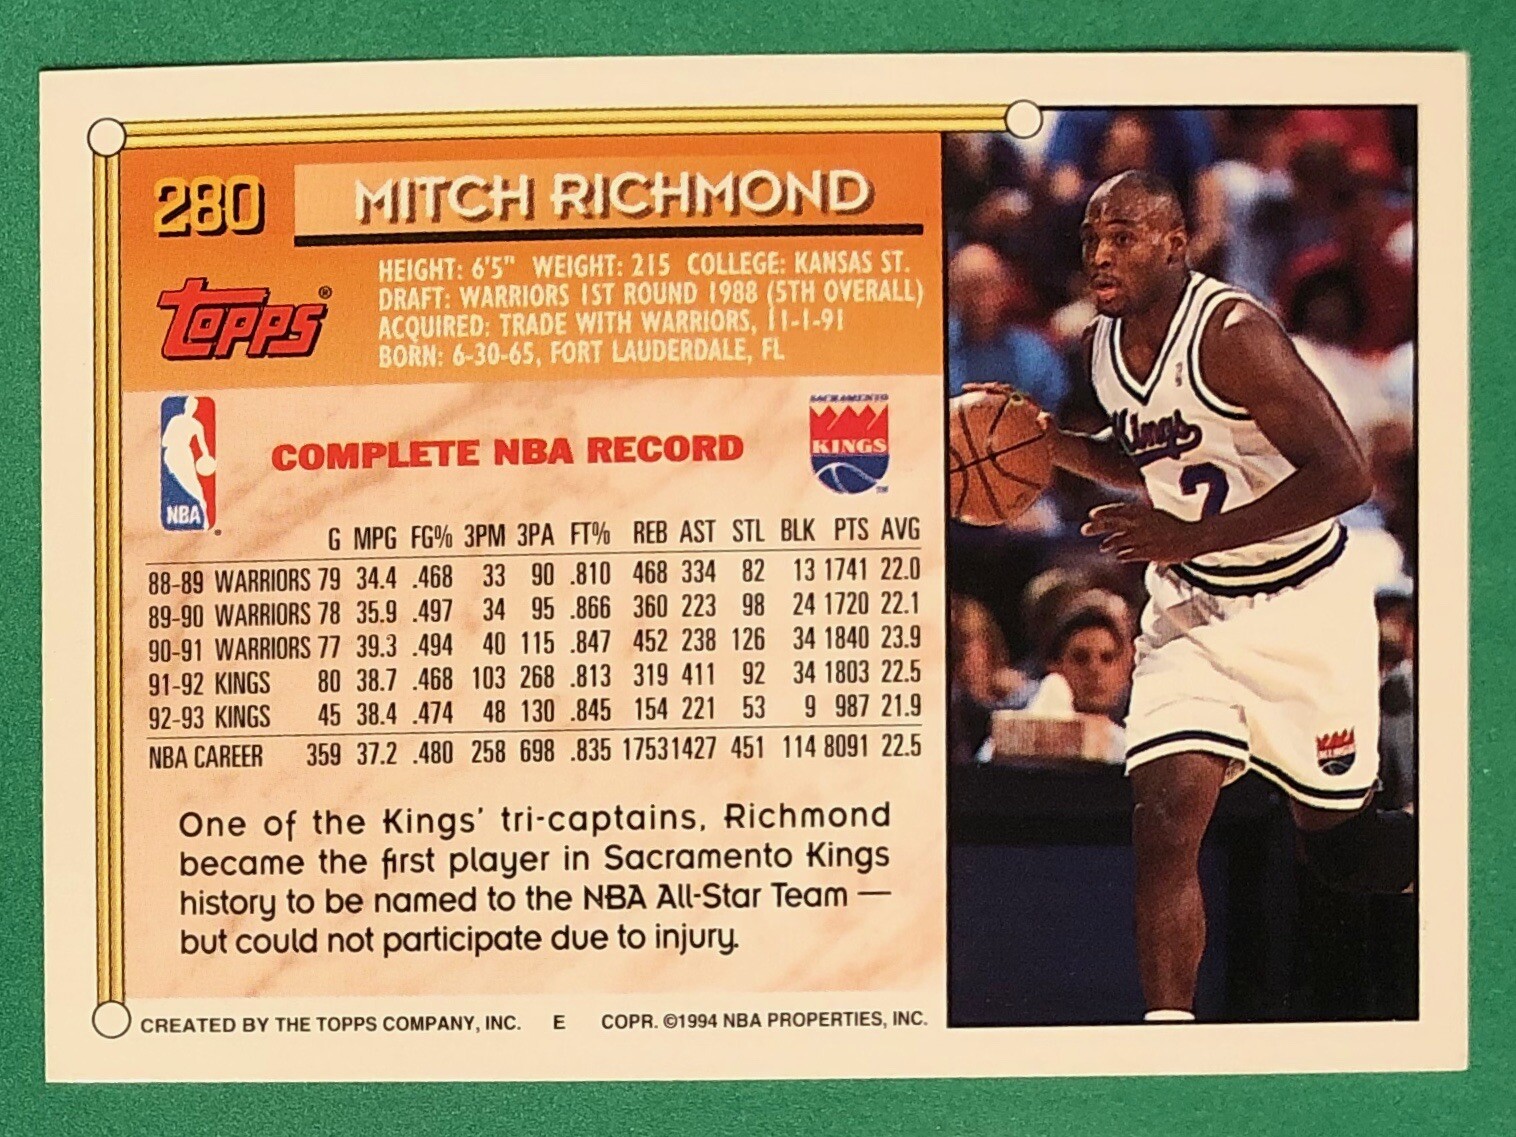 280
MITCH RICHMOND
Topps®
HEIGHT: 6'5" WEIGHT: 215 COLLEGE: KANSAS ST.
DRAFT: WARRIORS 1ST ROUND 1988 (5TH OVERALL)
ACQUIRED: TRADE WITH WARRIORS, 11-1-91
BORN: 6-30-65, FORT LAUDERDALE, FL
NBA
COMPLETE NBA RECORD
SACRAMENTO
KINGS
TM
G MPG FG% 3PM 3PA FT% REB AST STL BLK PTS AVG
88-89 WARRIORS 79 34.4 .468 33 90 .810 468 334 82 13 1741 22.0
89-90 WARRIORS 78 35.9 .497 34 95 .866 360 223 98 24 1720 22.1
90-91 WARRIORS 77 39.3 .494 40 115 .847 452 238 126 34 1840 23.9
91-92 KINGS 80 38.7 .468 103 268 .813 319 411 92 34 1803 22.5
92-93 KINGS 45 38.4 .474 48 130 .845 154 221 53 9 987 21.9
NBA CAREER 359 37.2 .480 258 698 .835 1753 1427 451 114 8091 22.5
One of the Kings' tri-captains, Richmond
became the first player in Sacramento Kings
history to be named to the NBA All-Star Team —
but could not participate due to injury.
CREATED BY THE TOPPS COMPANY, INC. E COPR. ©1994 NBA PROPERTIES, INC.
Kings
2